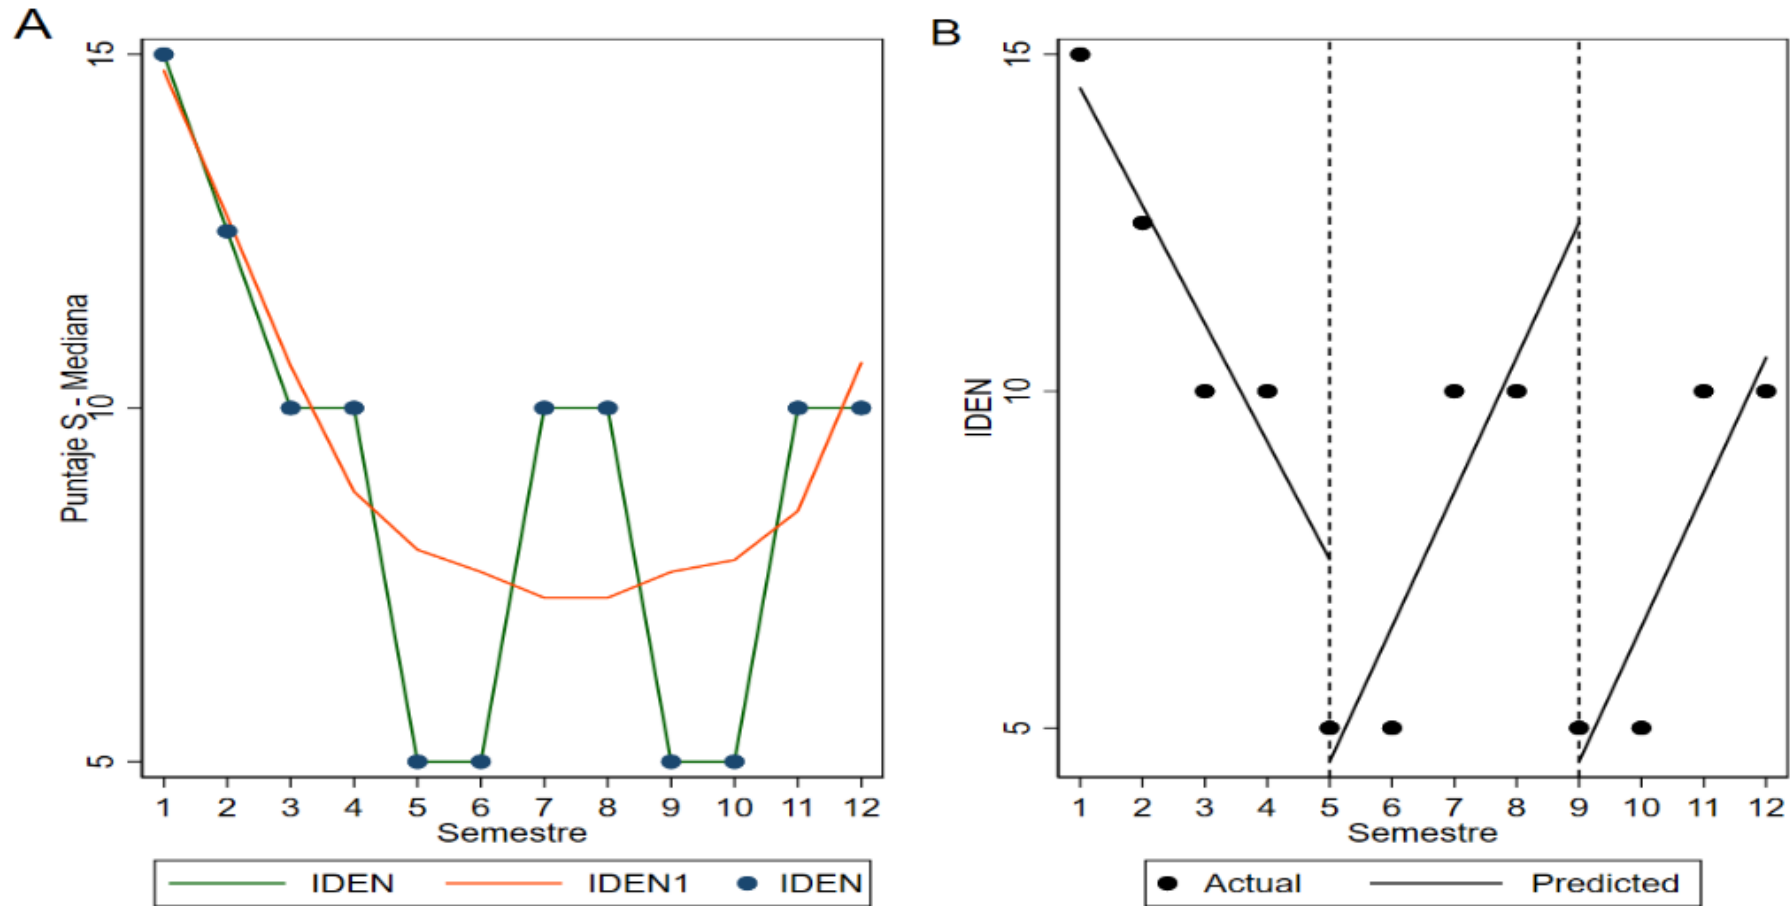 A
15
10
5
Puntaje S - Mediana
1 2 3 4 5 6 7 8 9 10 11 12
Semestre
IDEN IDEN1 IDEN
B
15
10
5
IDEN
1 2 3 4 5 6 7 8 9 10 11 12
Semestre
Actual Predicted